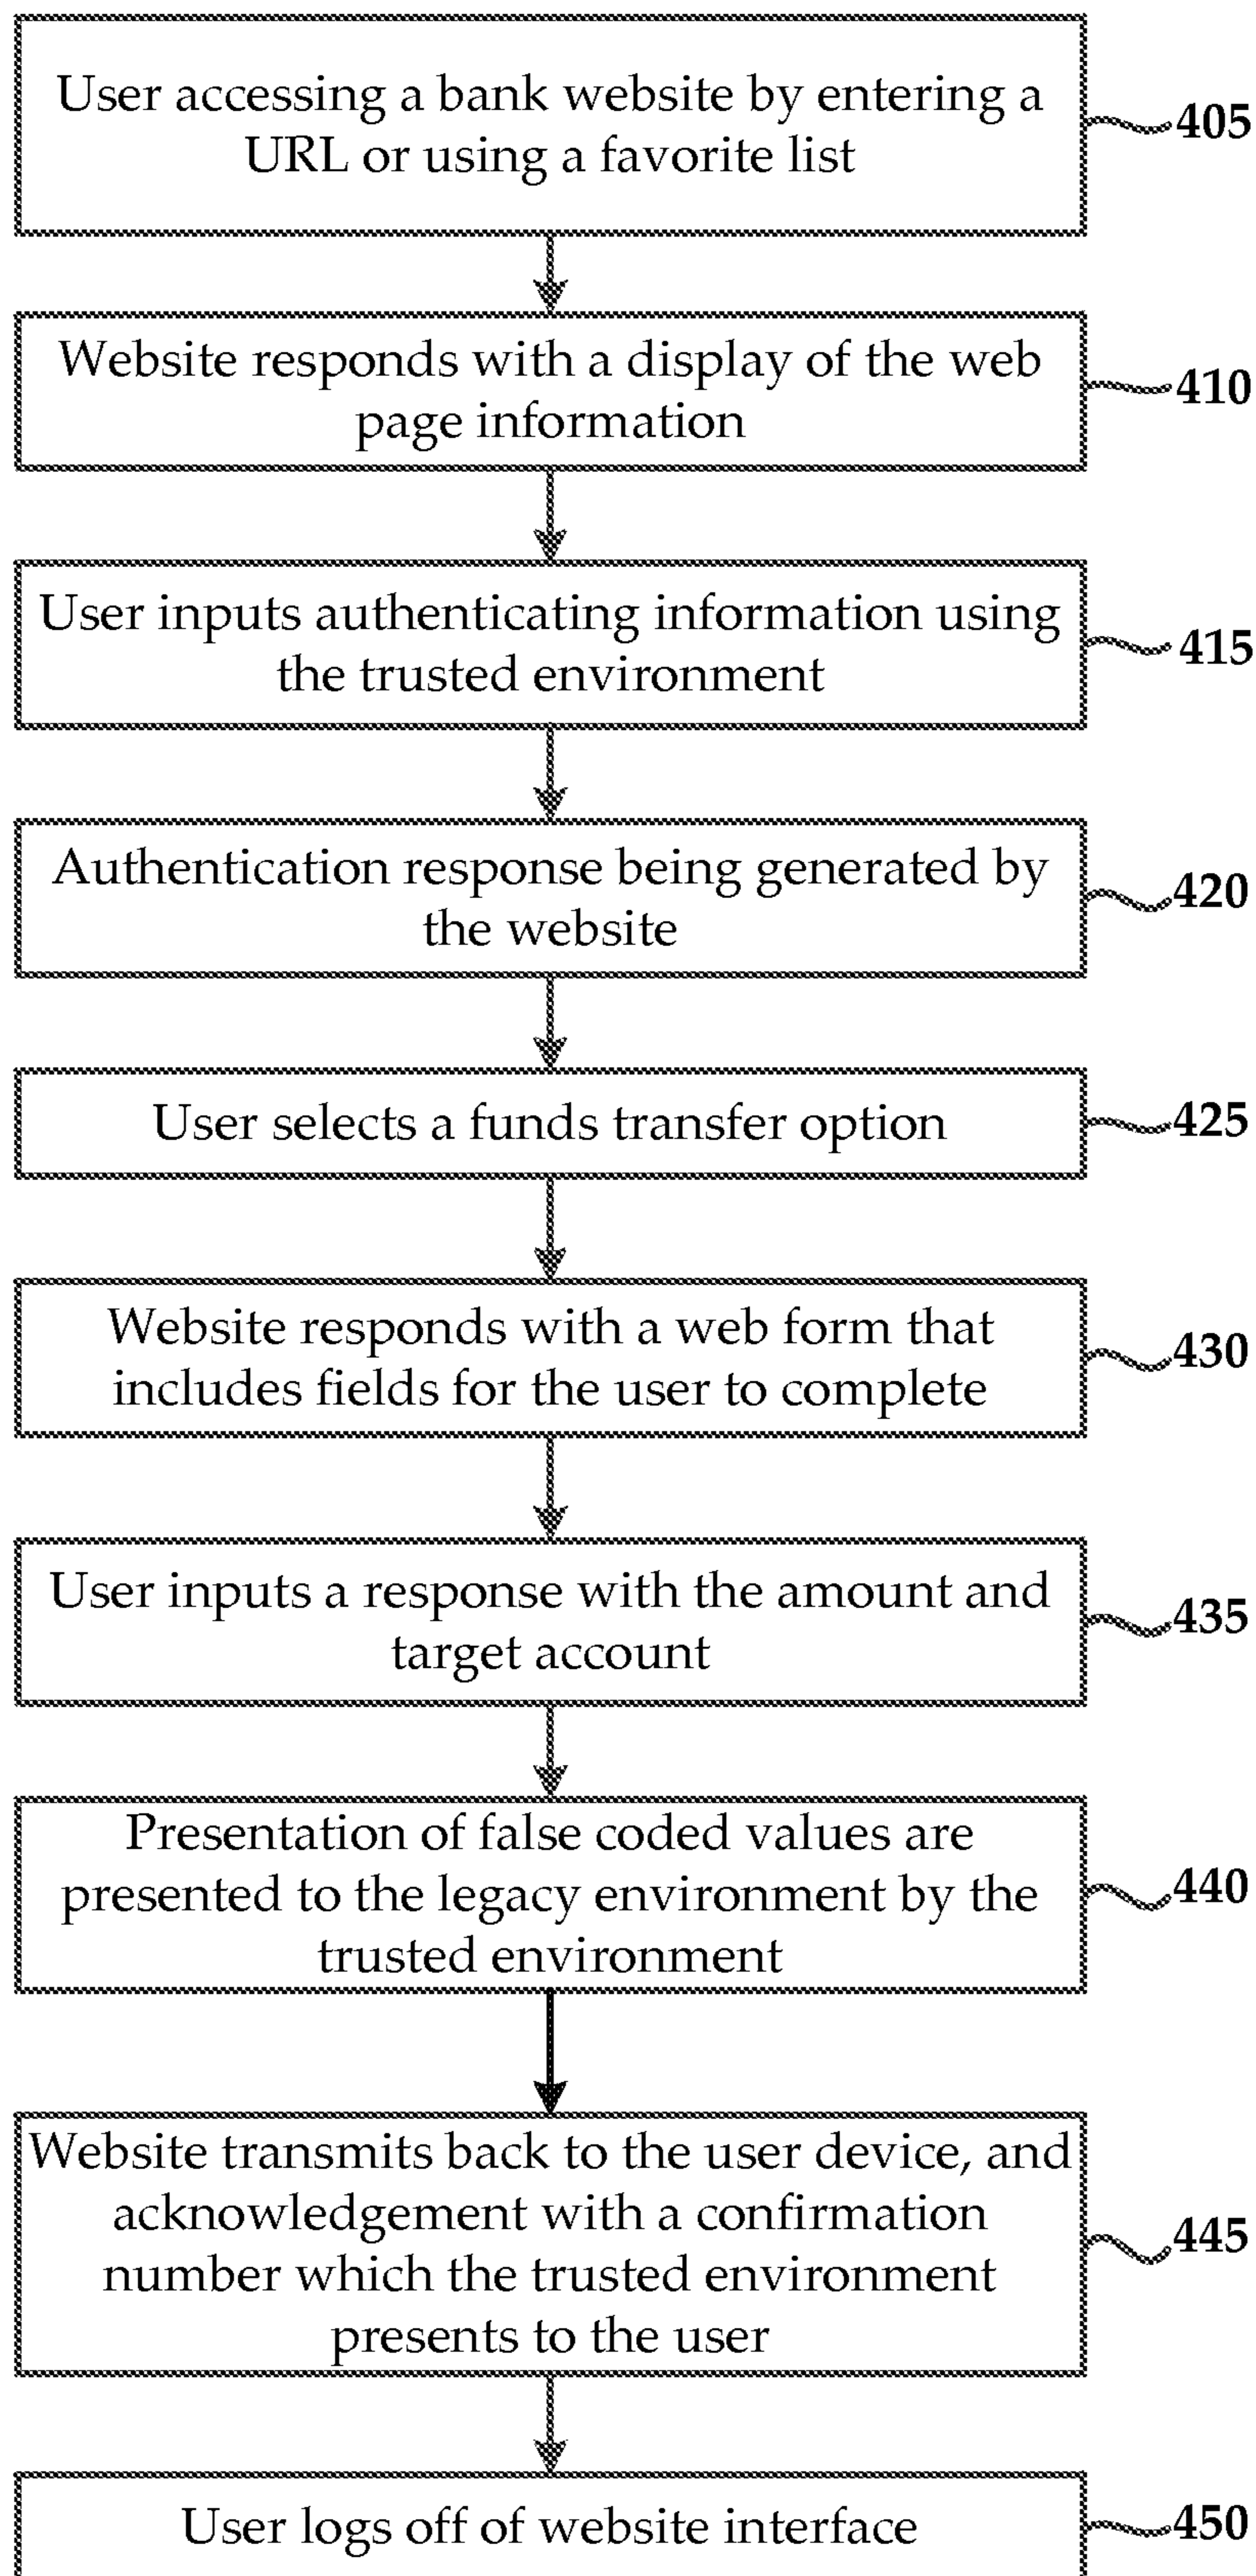 User accessing a bank website by entering a
URL or using a favorite list
405
Website responds with a display of the web
page information
410
User inputs authenticating information using
the trusted environment
415
Authentication response being generated by
the website
420
User selects a funds transfer option
425
Website responds with a web form that
includes fields for the user to complete
430
User inputs a response with the amount and
target account
435
Presentation of false coded values are
presented to the legacy environment by the
trusted environment
440
Website transmits back to the user device, and
acknowledgement with a confirmation
number which the trusted environment
presents to the user
445
User logs off of website interface
450